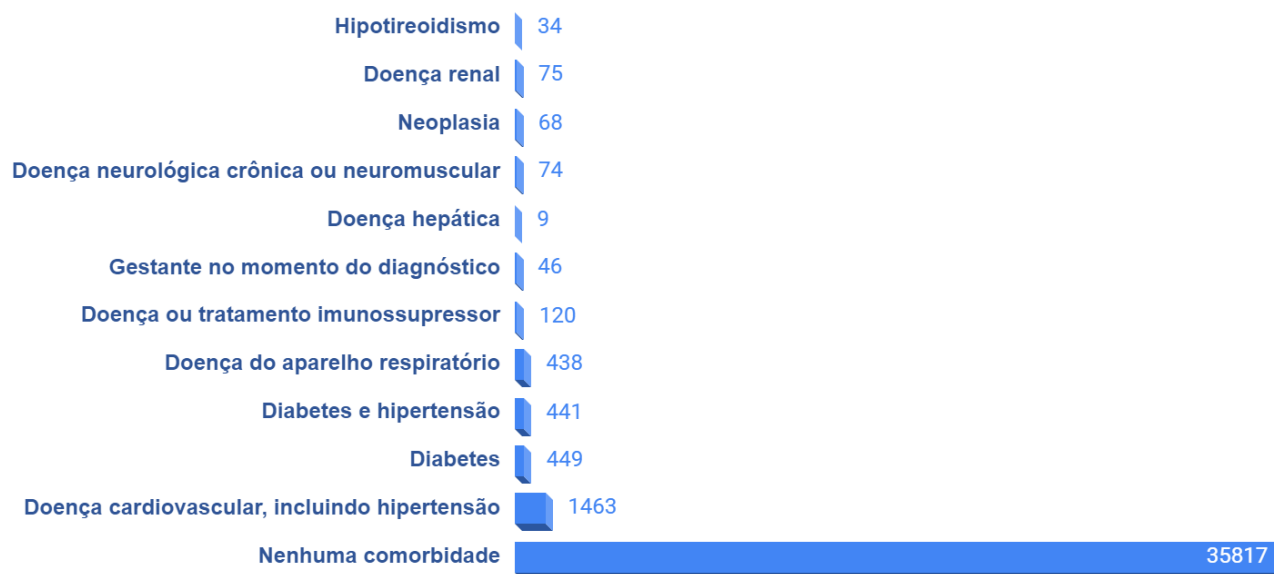 Hipotireoidismo 34
Doença renal 75
Neoplasia 68
Doença neurológica crônica ou neuromuscular 74
Doença hepática 9
Gestante no momento do diagnóstico 46
Doença ou tratamento imunossupressor 120
Doença do aparelho respiratório 438
Diabetes e hipertensão 441
Diabetes 449
Doença cardiovascular, incluindo hipertensão 1463
Nenhuma comorbidade 35817